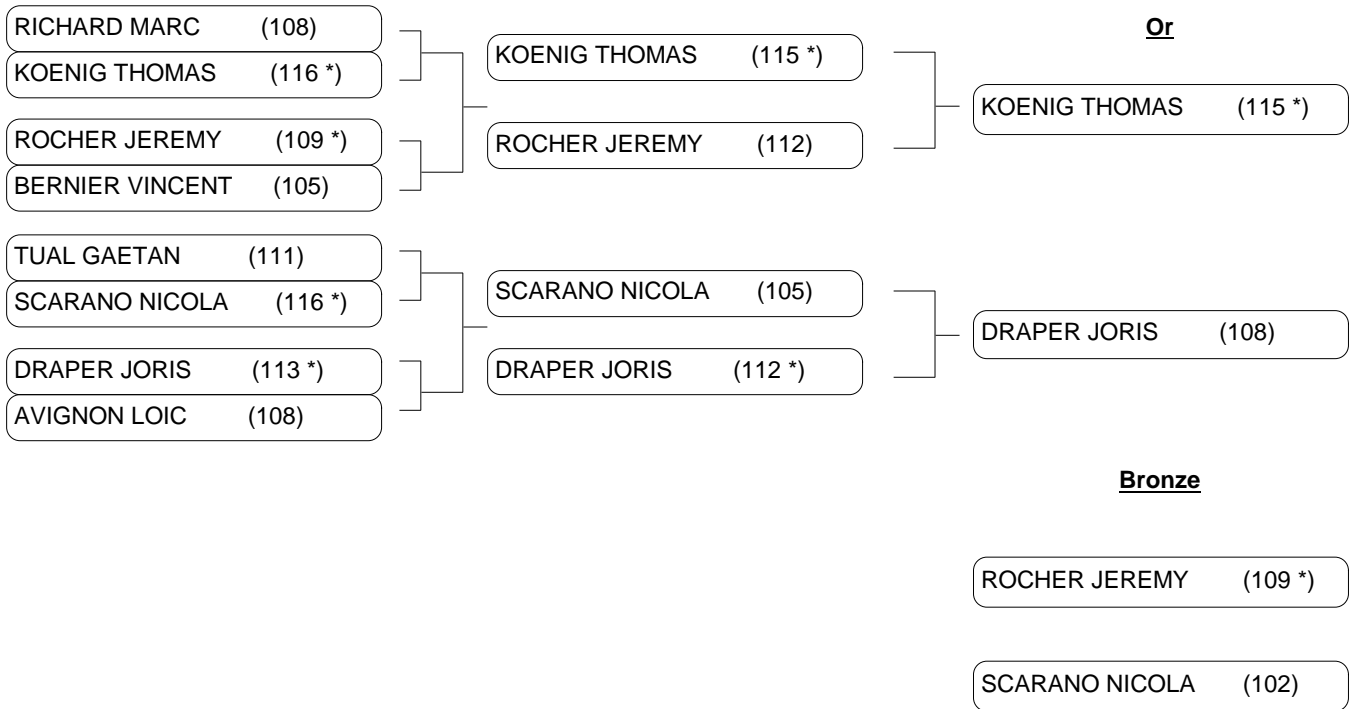 RICHARD MARC (108)
KOENIG THOMAS (116 *)
ROCHER JEREMY (109 *)
BERNIER VINCENT (105)
TUAL GAETAN (111)
SCARANO NICOLA (116 *)
DRAPER JORIS (113 *)
AVIGNON LOIC (108)
KOENIG THOMAS (115 *)
ROCHER JEREMY (112)
SCARANO NICOLA (105)
DRAPER JORIS (112 *)
Or
KOENIG THOMAS (115 *)
DRAPER JORIS (108)
Bronze
ROCHER JEREMY (109 *)
SCARANO NICOLA (102)